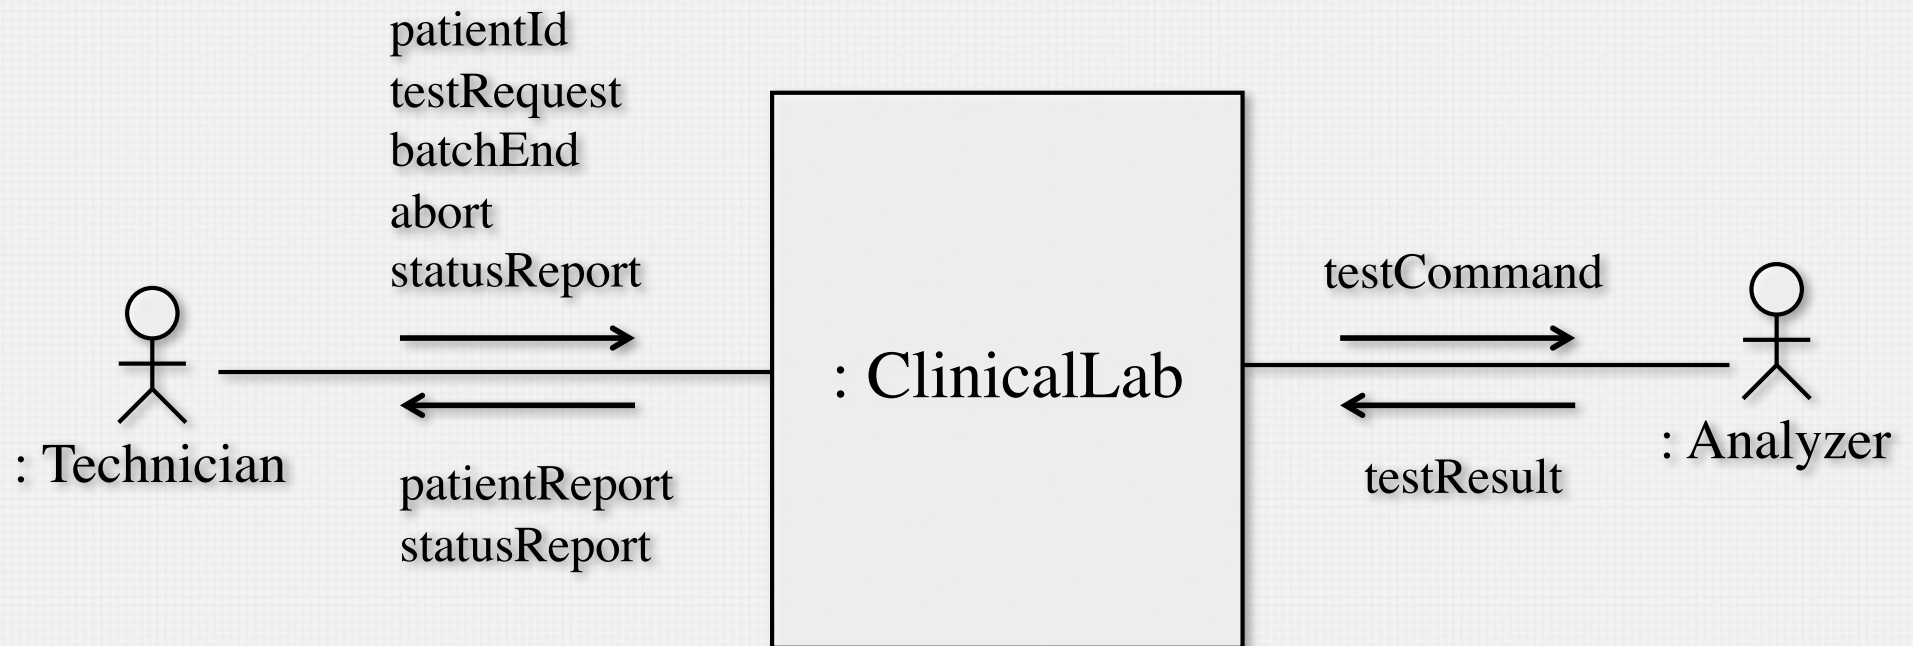 patientId
testRequest
batchEnd
abort
statusReport
: Technician
patientReport
statusReport
: ClinicalLab
testCommand
testResult
: Analyzer